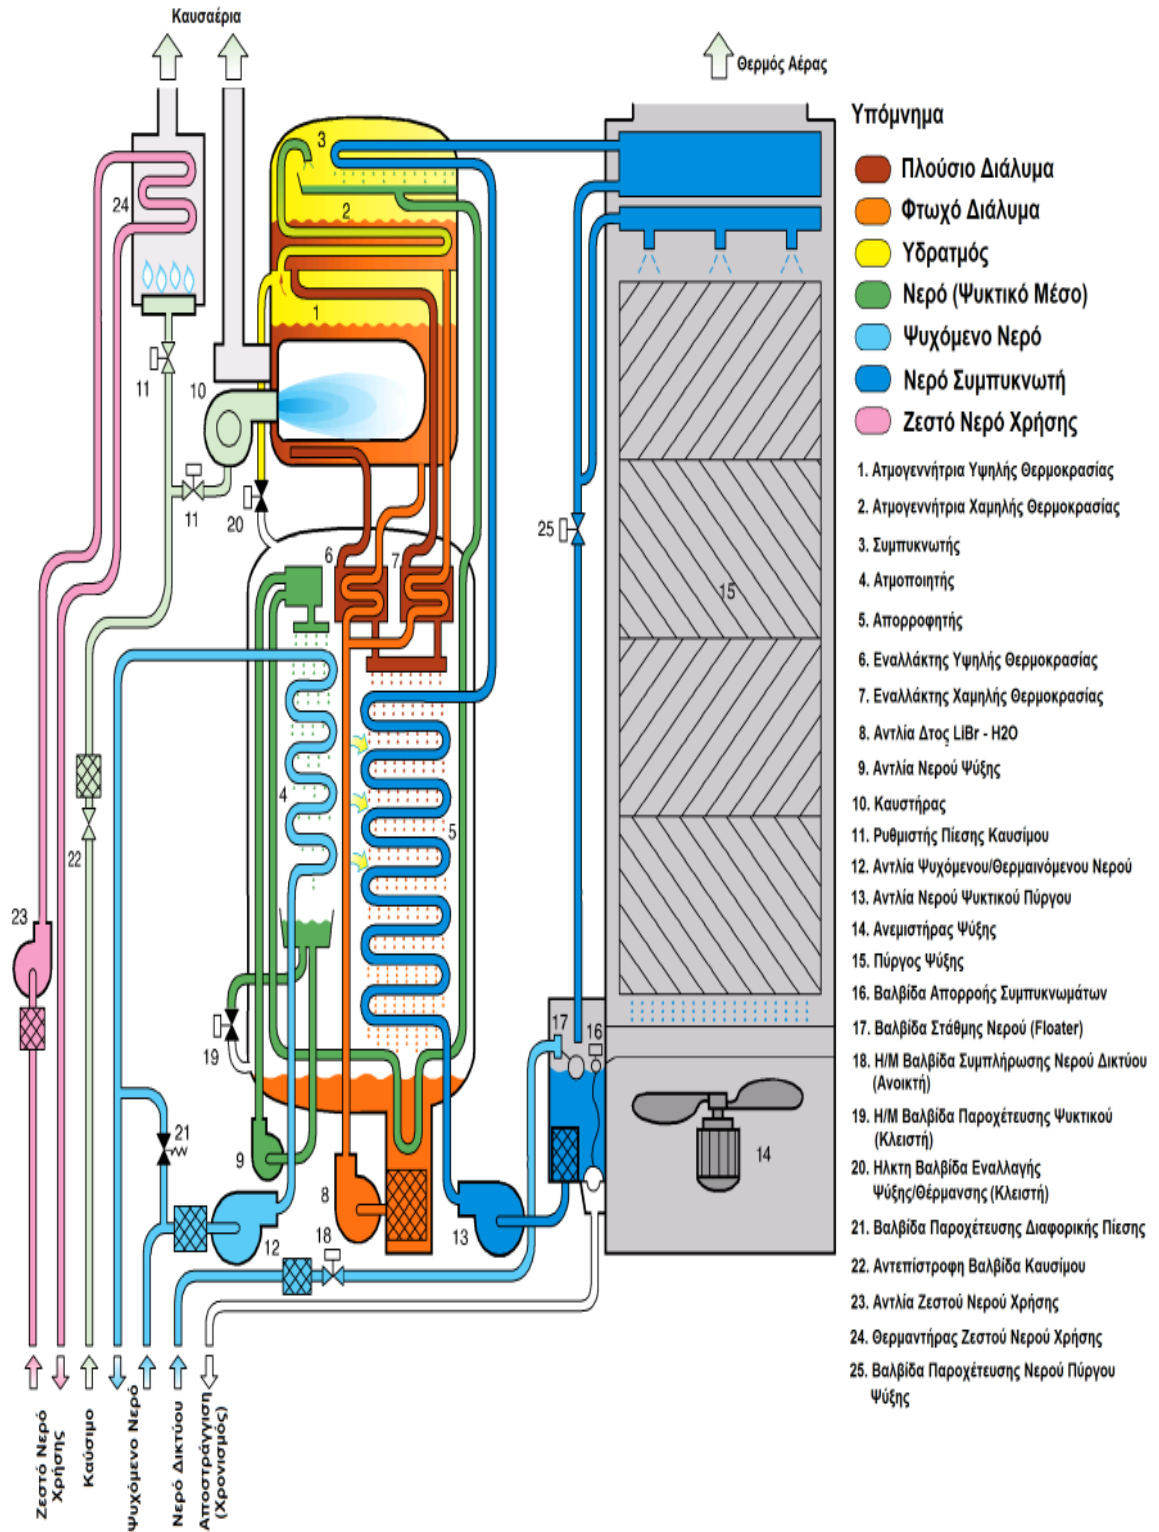 Καυσαέρια
Θερμός Αέρας
Υπόμνημα
Πλούσιο Διάλυμα
Φτωχό Διάλυμα
Υδρατμός
Νερό (Ψυκτικό Μέσο)
Ψυχόμενο Νερό
Νερό Συμπυκνωτή
Ζεστό Νερό Χρήσης
1. Ατμογεννήτρια Υψηλής Θερμοκρασίας
2. Ατμογεννήτρια Χαμηλής Θερμοκρασίας
3. Συμπυκνωτής
4. Ατμοποιητής
5. Απορροφητής
6. Εναλλάκτης Υψηλής Θερμοκρασίας
7. Εναλλάκτης Χαμηλής Θερμοκρασίας
8. Αντλία Δτος LiBr - H2O
9. Αντλία Νερού Ψύξης
10. Καυστήρας
11. Ρυθμιστής Πίεσης Καυσίμου
12. Αντλία Ψυχόμενου/Θερμαινόμενου Νερού
13. Αντλία Νερού Ψυκτικού Πύργου
14. Ανεμιστήρας Ψύξης
15. Πύργος Ψύξης
16. Βαλβίδα Απορροής Συμπυκνωμάτων
17. Βαλβίδα Στάθμης Νερού (Floater)
18. Η/Μ Βαλβίδα Συμπλήρωσης Νερού Δικτύου
(Ανοικτή)
19. Η/Μ Βαλβίδα Παροχέτευσης Ψυκτικού
(Κλειστή)
20. Ηλκτη Βαλβίδα Εναλλαγής
Ψύξης/Θέρμανσης (Κλειστή)
21. Βαλβίδα Παροχέτευσης Διαφορικής Πίεσης
22. Αντεπίστροφη Βαλβίδα Καυσίμου
23. Αντλία Ζεστού Νερού Χρήσης
24. Θερμαντήρας Ζεστού Νερού Χρήσης
25. Βαλβίδα Παροχέτευσης Νερού Πύργου
Ψύξης
3
24
2
1
11
10
11
20
25
6
7
15
4
5
22
23
17
16
19
21
9
8
14
12
18
13
Ζεστό Νερό
Χρήσης
Καύσιμο
Ψυχόμενο Νερό
Νερό Δικτύου
Αποστράγγιση
(Χρονισμός)